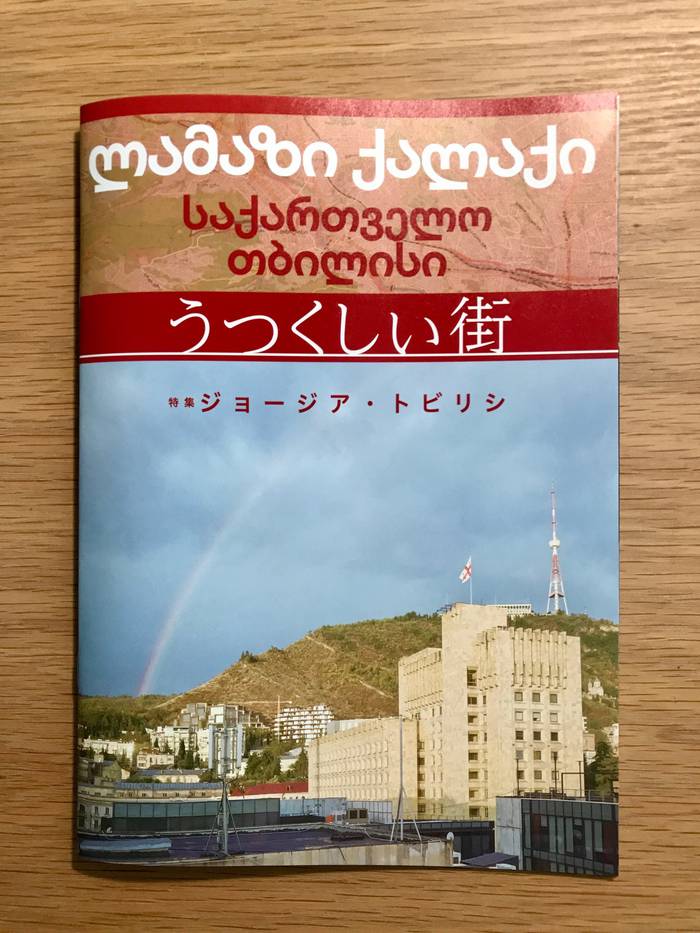 ლამაზი ქალაქი
საქართველო
თბილისი
うつくしい街
特集 ジョージア・トビリシ